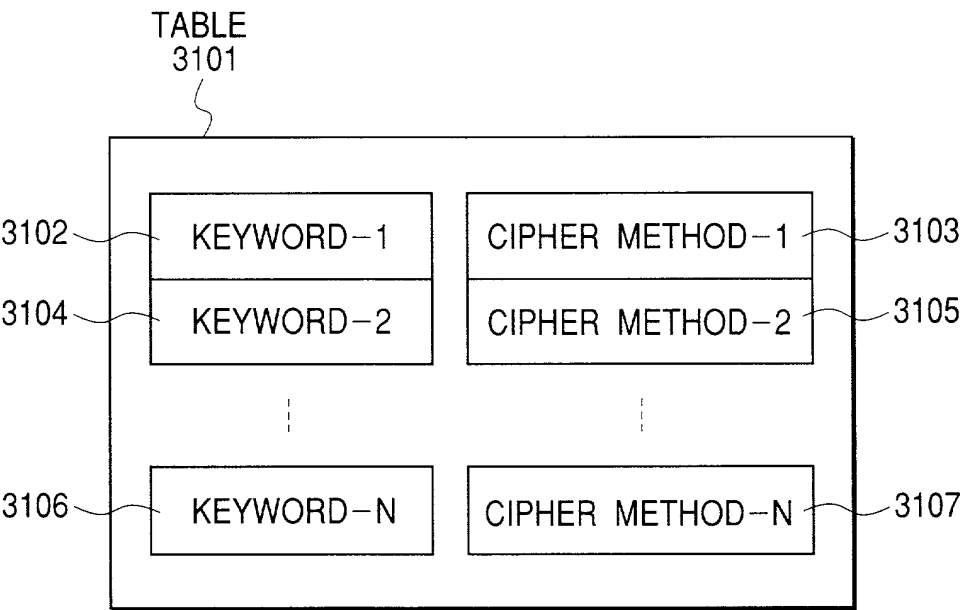 TABLE
3101
3102 KEYWORD-1 CIPHER METHOD-1 3103
3104 KEYWORD-2 CIPHER METHOD-2 3105
3106 KEYWORD-N CIPHER METHOD-N 3107